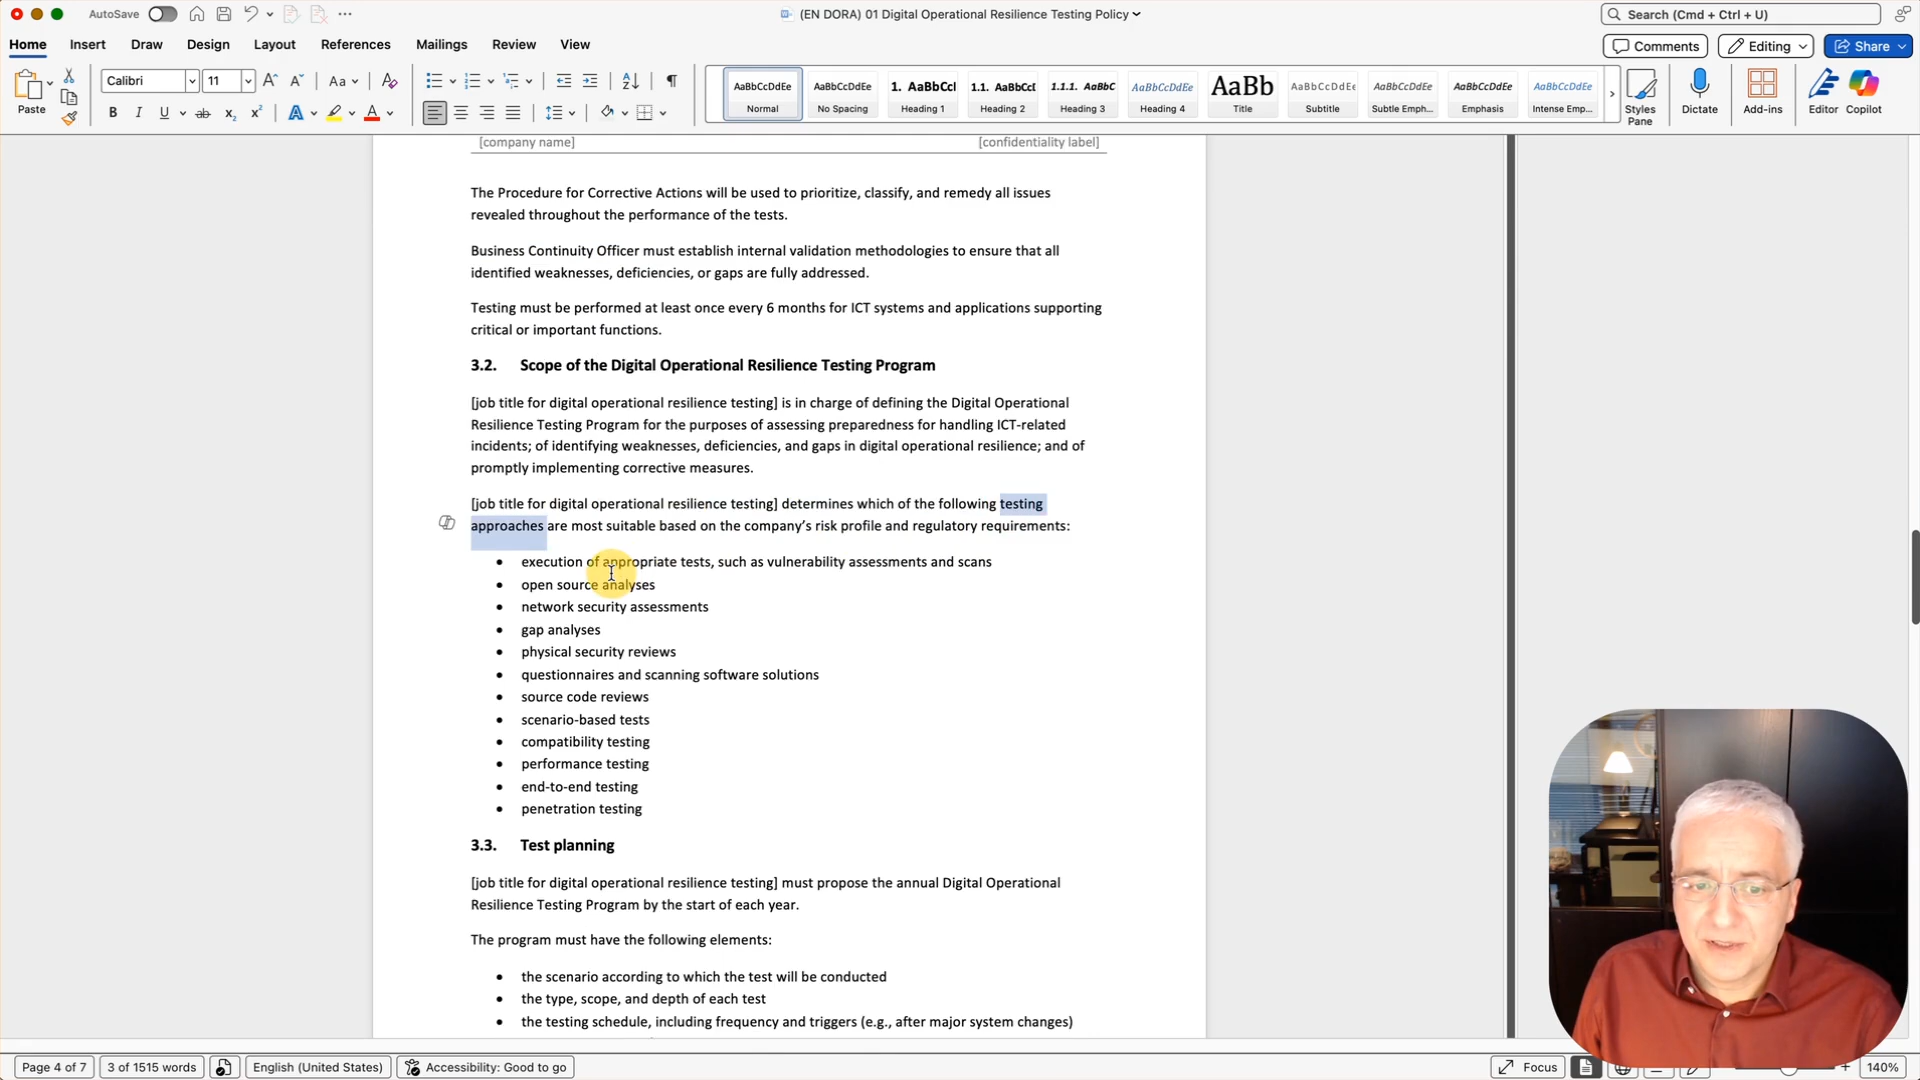 AutoSave
(EN DORA) 01 Digital Operational Resilience Testing Policy
Search (Cmd + Ctrl + U)
Home Insert Draw Design Layout References Mailings Review View
Comments Editing Share
Paste
Calibri 11
Aa
B I U ab x₂ x²
AaBbCcDdEe Normal
AaBbCcDdEe No Spacing
1. AaBbCcI Heading 1
1.1. AaBbCcI Heading 2
1.1.1. AaBbC Heading 3
AaBbCcDdEe Heading 4
AaBb Title
AaBbCcDdEe Subtitle
AaBbCcDdEe Subtle Emph...
AaBbCcDdEe Emphasis
AaBbCcDdEe Intense Emp...
Styles Pane
Dictate
Add-ins
Editor
Copilot
[company name] [confidentiality label]
The Procedure for Corrective Actions will be used to prioritize, classify, and remedy all issues
revealed throughout the performance of the tests.
Business Continuity Officer must establish internal validation methodologies to ensure that all
identified weaknesses, deficiencies, or gaps are fully addressed.
Testing must be performed at least once every 6 months for ICT systems and applications supporting
critical or important functions.
3.2. Scope of the Digital Operational Resilience Testing Program
[job title for digital operational resilience testing] is in charge of defining the Digital Operational
Resilience Testing Program for the purposes of assessing preparedness for handling ICT-related
incidents; of identifying weaknesses, deficiencies, and gaps in digital operational resilience; and of
promptly implementing corrective measures.
[job title for digital operational resilience testing] determines which of the following testing
approaches are most suitable based on the company's risk profile and regulatory requirements:
• execution of appropriate tests, such as vulnerability assessments and scans
• open source analyses
• network security assessments
• gap analyses
• physical security reviews
• questionnaires and scanning software solutions
• source code reviews
• scenario-based tests
• compatibility testing
• performance testing
• end-to-end testing
• penetration testing
3.3. Test planning
[job title for digital operational resilience testing] must propose the annual Digital Operational
Resilience Testing Program by the start of each year.
The program must have the following elements:
• the scenario according to which the test will be conducted
• the type, scope, and depth of each test
• the testing schedule, including frequency and triggers (e.g., after major system changes)
Page 4 of 7 3 of 1515 words English (United States) Accessibility: Good to go Focus 140%